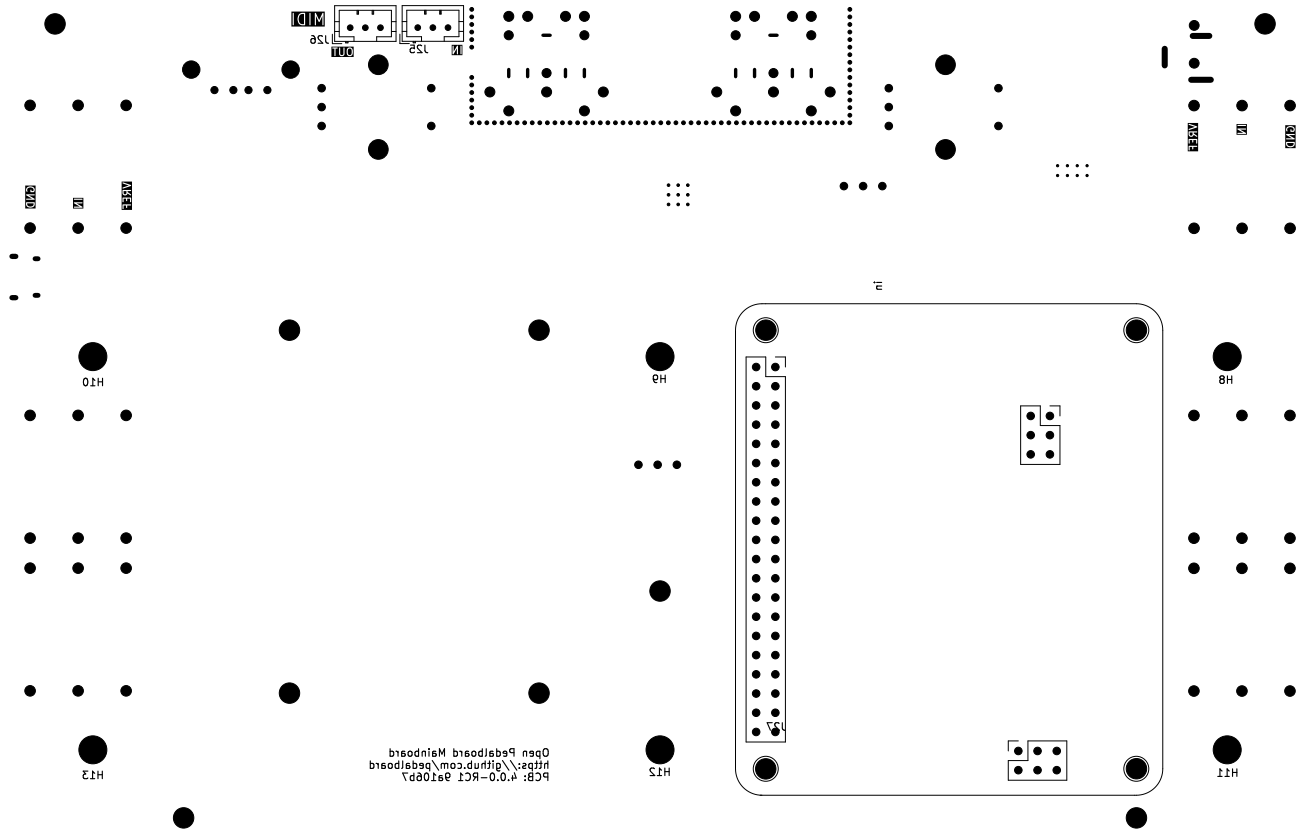 MIDI
J26
OUT
J25
IN
VREF
IN
GND
GND
IN
VREF
H10
H9
H8
J27
Open Pedalboard Mainboard
https://github.com/pedalboard
PCB: 4.0.0-RC1 9a106b7
H13
H12
H11